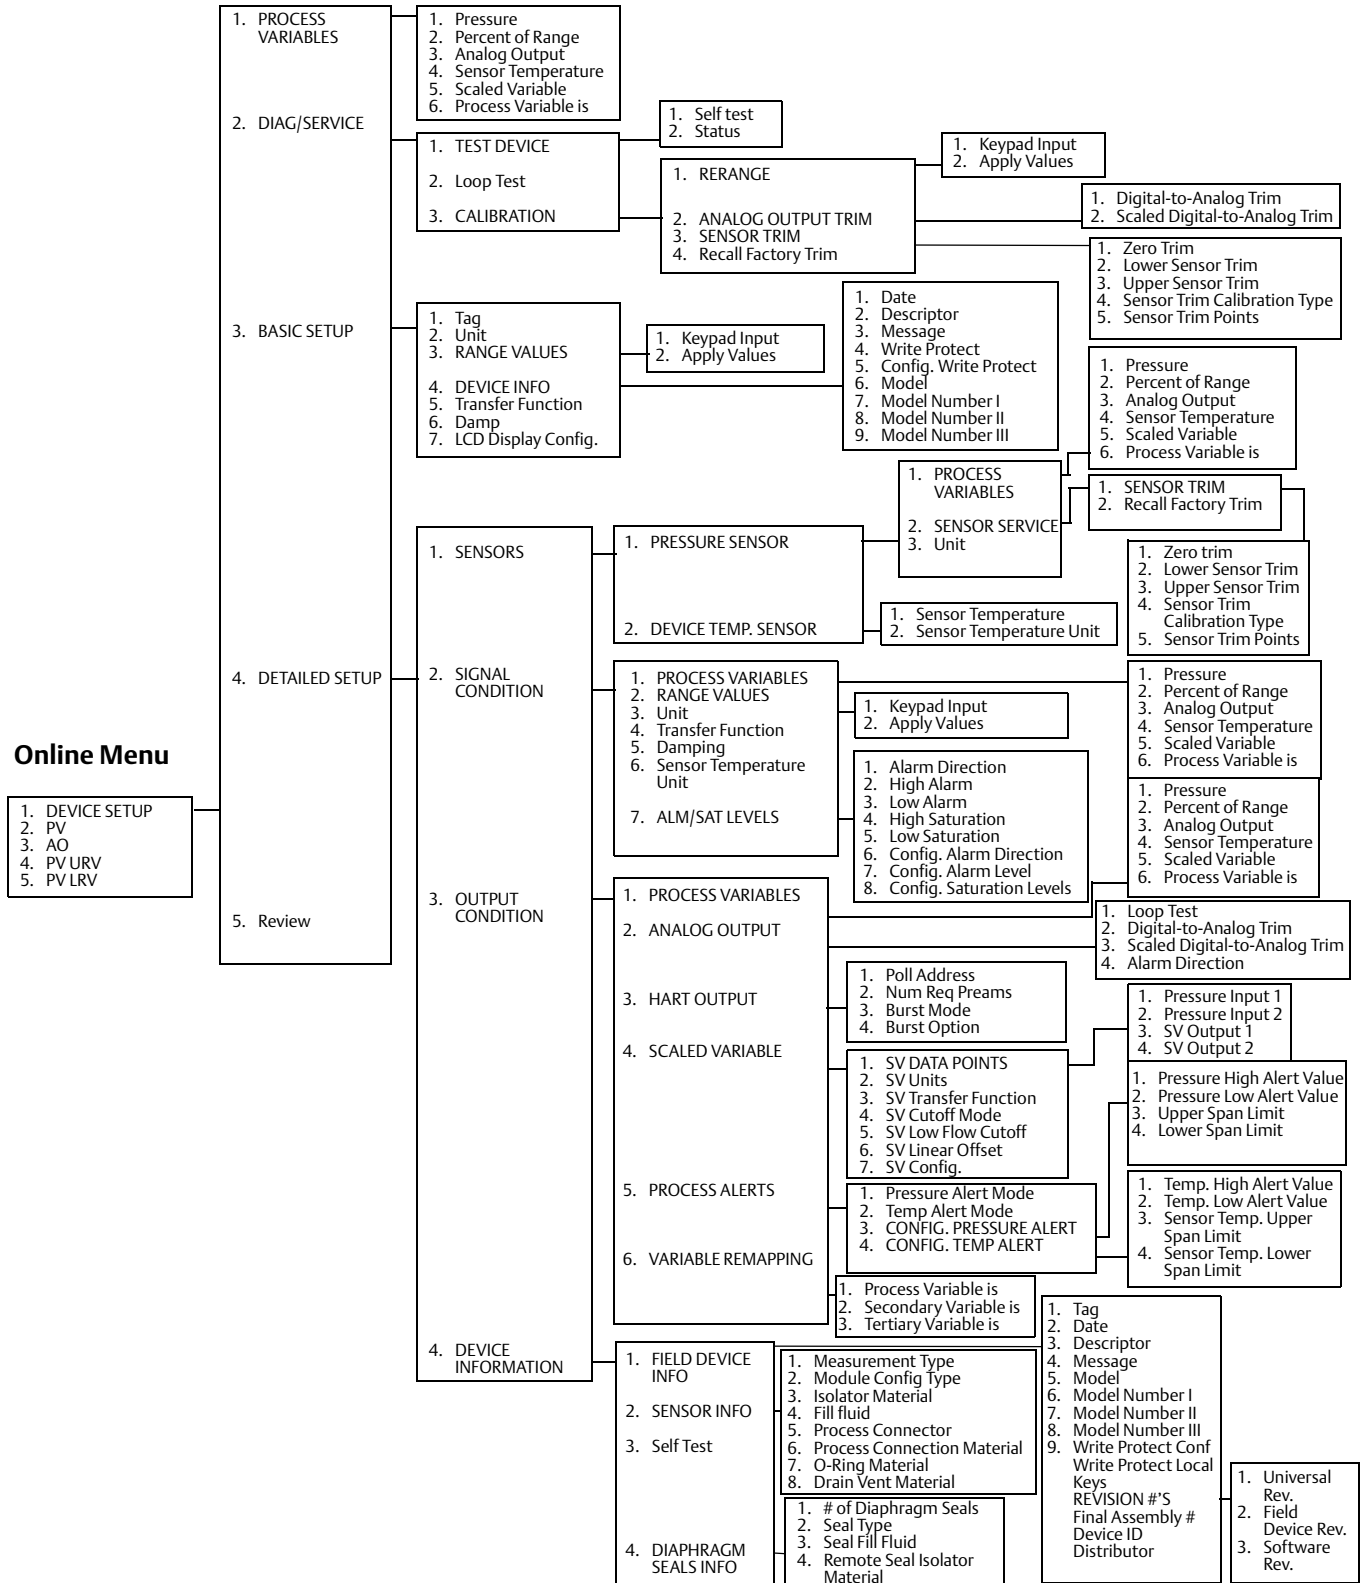 Online Menu
1. DEVICE SETUP
2. PV
3. AO
4. PV URV
5. PV LRV
1. PROCESS
VARIABLES
2. DIAG/SERVICE
3. BASIC SETUP
4. DETAILED SETUP
5. Review
1. Pressure
2. Percent of Range
3. Analog Output
4. Sensor Temperature
5. Scaled Variable
6. Process Variable is
1. TEST DEVICE
2. Loop Test
3. CALIBRATION
1. Self test
2. Status
1. RERANGE
2. ANALOG OUTPUT TRIM
3. SENSOR TRIM
4. Recall Factory Trim
1. Keypad Input
2. Apply Values
1. Digital-to-Analog Trim
2. Scaled Digital-to-Analog Trim
1. Zero Trim
2. Lower Sensor Trim
3. Upper Sensor Trim
4. Sensor Trim Calibration Type
5. Sensor Trim Points
1. Tag
2. Unit
3. RANGE VALUES
4. DEVICE INFO
5. Transfer Function
6. Damp
7. LCD Display Config.
1. Keypad Input
2. Apply Values
1. Date
2. Descriptor
3. Message
4. Write Protect
5. Config. Write Protect
6. Model
7. Model Number I
8. Model Number II
9. Model Number III
1. SENSORS
2. SIGNAL
CONDITION
3. OUTPUT
CONDITION
4. DEVICE
INFORMATION
1. PRESSURE SENSOR
2. DEVICE TEMP. SENSOR
1. PROCESS
VARIABLES
2. SENSOR SERVICE
3. Unit
1. Pressure
2. Percent of Range
3. Analog Output
4. Sensor Temperature
5. Scaled Variable
6. Process Variable is
1. SENSOR TRIM
2. Recall Factory Trim
1. Zero trim
2. Lower Sensor Trim
3. Upper Sensor Trim
4. Sensor Trim
Calibration Type
5. Sensor Trim Points
1. Sensor Temperature
2. Sensor Temperature Unit
1. PROCESS VARIABLES
2. RANGE VALUES
3. Unit
4. Transfer Function
5. Damping
6. Sensor Temperature
Unit
7. ALM/SAT LEVELS
1. Pressure
2. Percent of Range
3. Analog Output
4. Sensor Temperature
5. Scaled Variable
6. Process Variable is
1. Keypad Input
2. Apply Values
1. Alarm Direction
2. High Alarm
3. Low Alarm
4. High Saturation
5. Low Saturation
6. Config. Alarm Direction
7. Config. Alarm Level
8. Config. Saturation Levels
1. PROCESS VARIABLES
2. ANALOG OUTPUT
3. HART OUTPUT
4. SCALED VARIABLE
5. PROCESS ALERTS
6. VARIABLE REMAPPING
1. Pressure
2. Percent of Range
3. Analog Output
4. Sensor Temperature
5. Scaled Variable
6. Process Variable is
1. Loop Test
2. Digital-to-Analog Trim
3. Scaled Digital-to-Analog Trim
4. Alarm Direction
1. Poll Address
2. Num Req Preams
3. Burst Mode
4. Burst Option
1. SV DATA POINTS
2. SV Units
3. SV Transfer Function
4. SV Cutoff Mode
5. SV Low Flow Cutoff
6. SV Linear Offset
7. SV Config.
1. Pressure Input 1
2. Pressure Input 2
3. SV Output 1
4. SV Output 2
1. Pressure Alert Mode
2. Temp Alert Mode
3. CONFIG. PRESSURE ALERT
4. CONFIG. TEMP ALERT
1. Pressure High Alert Value
2. Pressure Low Alert Value
3. Upper Span Limit
4. Lower Span Limit
1. Temp. High Alert Value
2. Temp. Low Alert Value
3. Sensor Temp. Upper
Span Limit
4. Sensor Temp. Lower
Span Limit
1. Process Variable is
2. Secondary Variable is
3. Tertiary Variable is
1. FIELD DEVICE
INFO
2. SENSOR INFO
3. Self Test
4. DIAPHRAGM
SEALS INFO
1. Measurement Type
2. Module Config Type
3. Isolator Material
4. Fill fluid
5. Process Connector
6. Process Connection Material
7. O-Ring Material
8. Drain Vent Material
1. # of Diaphragm Seals
2. Seal Type
3. Seal Fill Fluid
4. Remote Seal Isolator
Material
1. Tag
2. Date
3. Descriptor
4. Message
5. Model
6. Model Number I
7. Model Number II
8. Model Number III
9. Write Protect Conf
Write Protect Local
Keys
REVISION #'S
Final Assembly #
Device ID
Distributor
1. Universal
Rev.
2. Field
Device Rev.
3. Software
Rev.